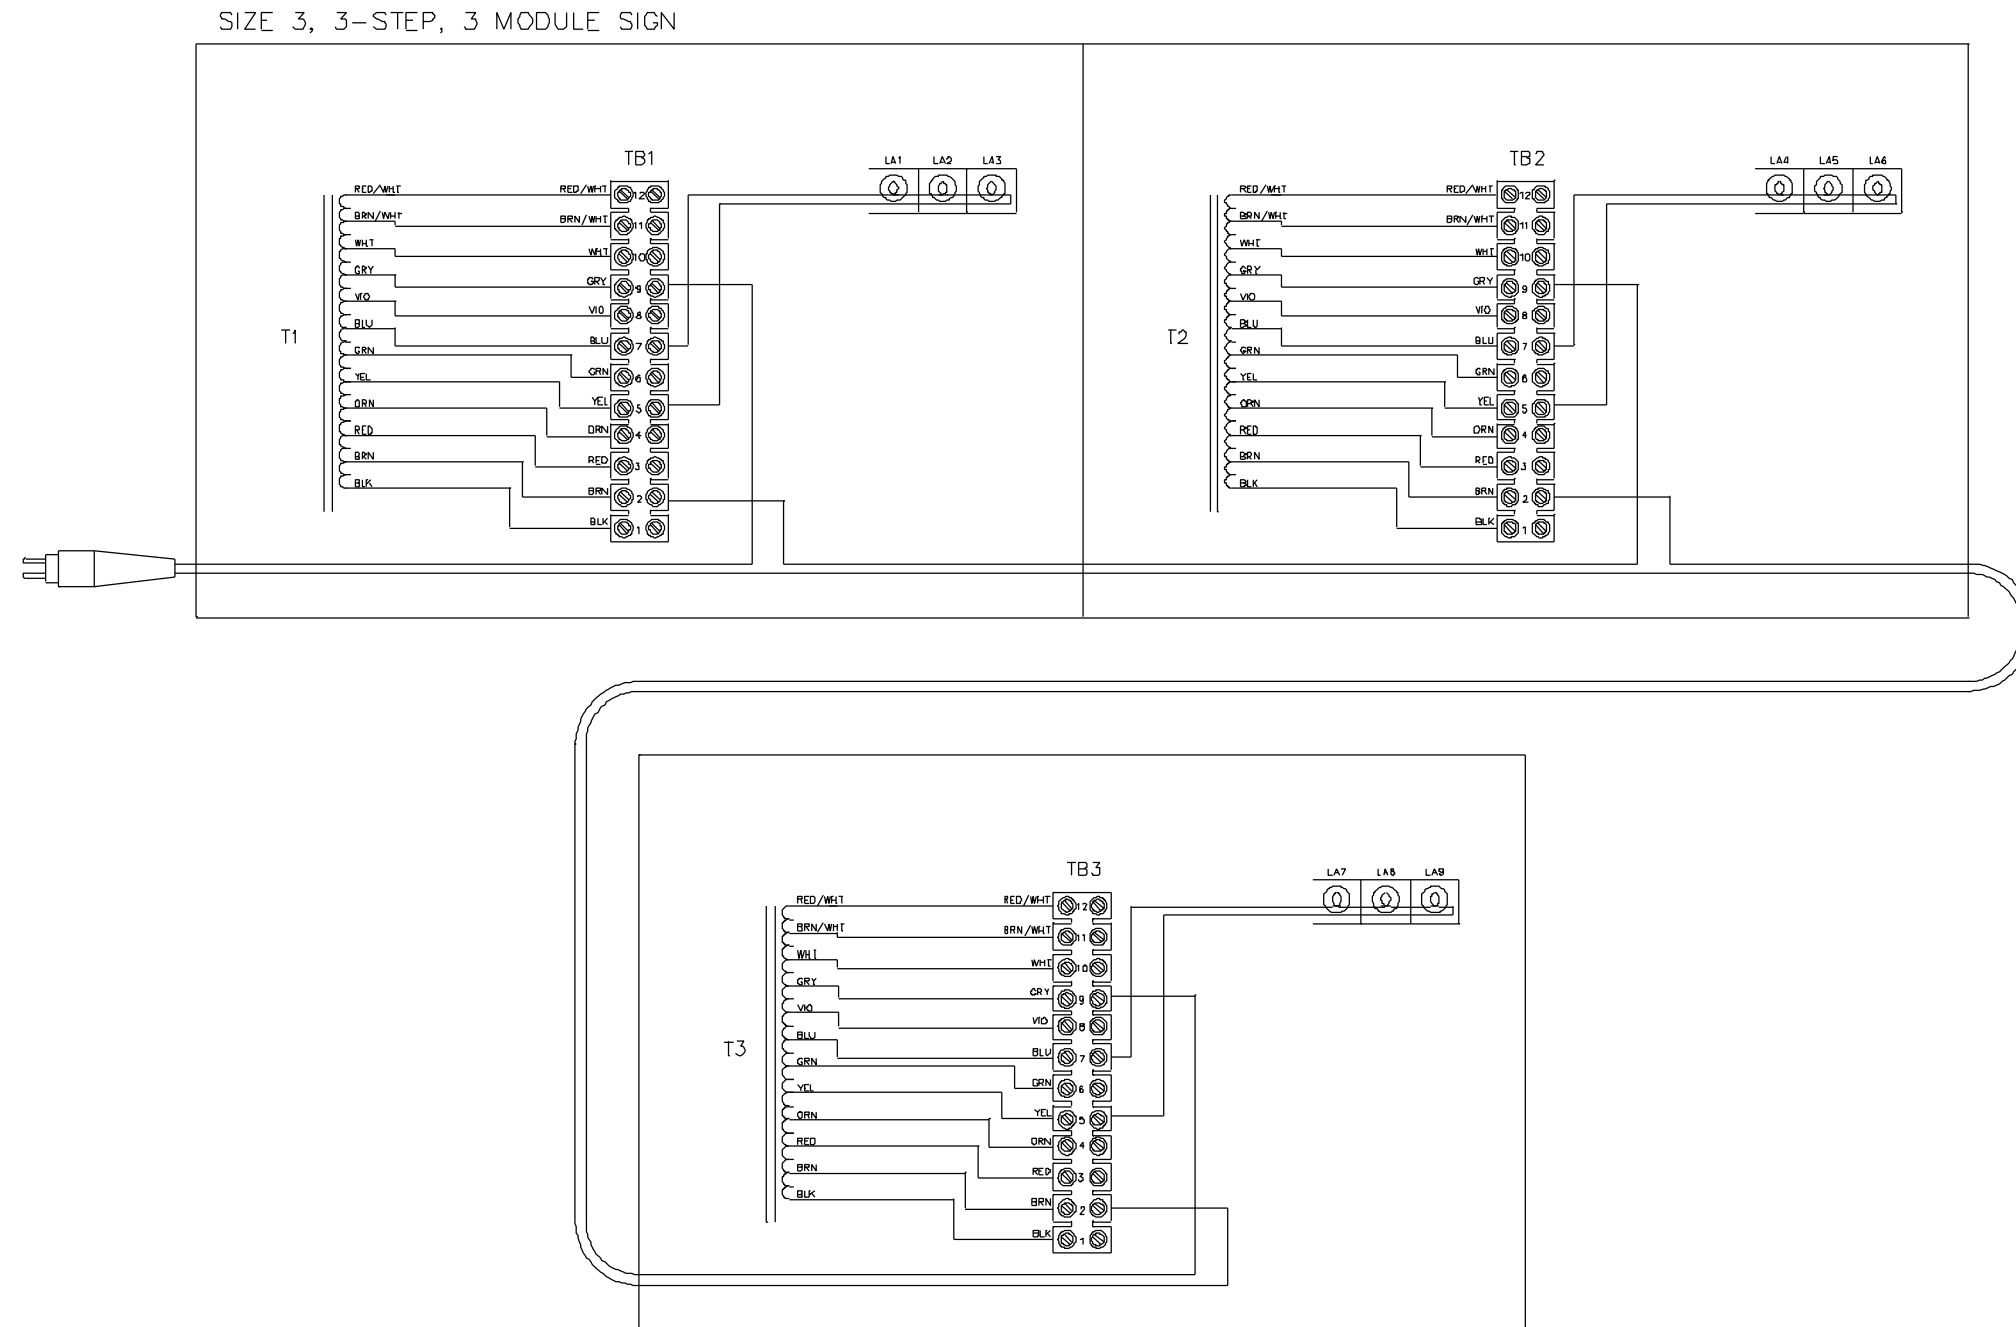 SIZE 3, 3-STEP, 3 MODULE SIGN
TB1
LA1 LA2 LA3
T1
RED/WHT RED/WHT 12
BRN/WHT BRN/WHT 11
WHT WHT 10
GRY GRY 9
VIO VIO 8
BLU BLU 7
GRN GRN 6
YEL YEL 5
ORN ORN 4
RED RED 3
BRN BRN 2
BLK BLK 1
TB2
LA4 LA5 LA6
T2
RED/WHT RED/WHT 12
BRN/WHT BRN/WHT 11
WHT WHT 10
GRY GRY 9
VIO VIO 8
BLU BLU 7
GRN GRN 6
YEL YEL 5
ORN ORN 4
RED RED 3
BRN BRN 2
BLK BLK 1
TB3
LA7 LA8 LA9
T3
RED/WHT RED/WHT 12
BRN/WHT BRN/WHT 11
WHT WHT 10
GRY GRY 9
VIO VIO 8
BLU BLU 7
GRN GRN 6
YEL YEL 5
ORN ORN 4
RED RED 3
BRN BRN 2
BLK BLK 1